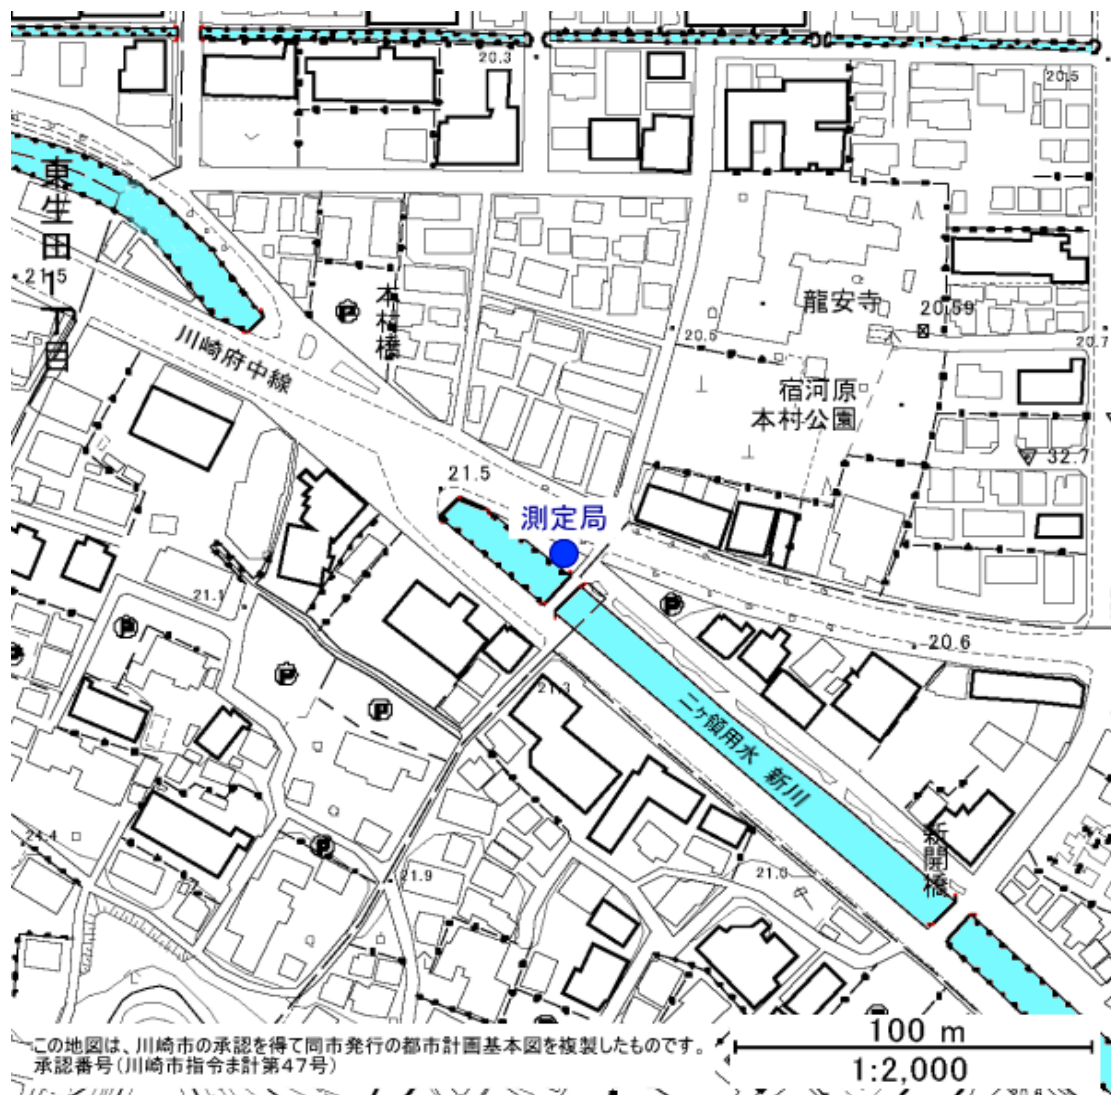 20.3
20.5
東生田1丁目
21.5
川崎府中線
本村橋
龍安寺
20.59
20.6
20.7
宿河原
本村公園
32.7
21.5
測定局
21.1
20.6
21.3
二ヶ領用水 新川
新開橋
24.4
21.9
21.0
この地図は、川崎市の承認を得て同市発行の都市計画基本図を複製したものです。
承認番号(川崎市指令ま計第47号)
100 m
1:2,000